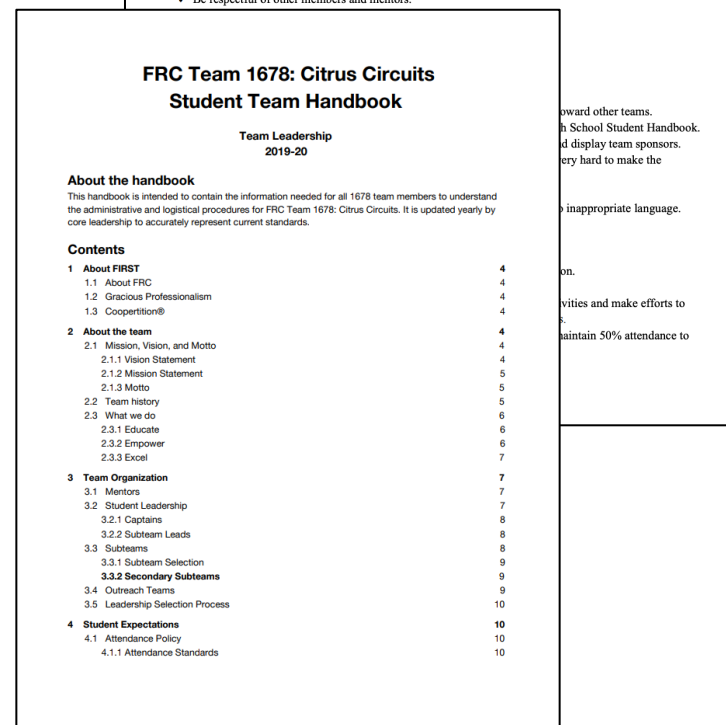 Be respectful of other members and mentors.
FRC Team 1678: Citrus Circuits
Student Team Handbook
Team Leadership
2019-20
About the handbook
This handbook is intended to contain the information needed for all 1678 team members to understand
the administrative and logistical procedures for FRC Team 1678: Citrus Circuits. It is updated yearly by
core leadership to accurately represent current standards.
Contents
1 About FIRST 4
1.1 About FRC 4
1.2 Gracious Professionalism 4
1.3 Coopertition® 4
2 About the team 4
2.1 Mission, Vision, and Motto 4
2.1.1 Vision Statement 4
2.1.2 Mission Statement 5
2.1.3 Motto 5
2.2 Team history 5
2.3 What we do 6
2.3.1 Educate 6
2.3.2 Empower 6
2.3.3 Excel 7
3 Team Organization 7
3.1 Mentors 7
3.2 Student Leadership 7
3.2.1 Captains 8
3.2.2 Subteam Leads 8
3.3 Subteams 8
3.3.1 Subteam Selection 9
3.3.2 Secondary Subteams 9
3.4 Outreach Teams 9
3.5 Leadership Selection Process 10
4 Student Expectations 10
4.1 Attendance Policy 10
4.1.1 Attendance Standards 10
other teams.
School Student Handbook.
display team sponsors.
very hard to make the
inappropriate language.
on.
and make efforts to
maintain 50% attendance to